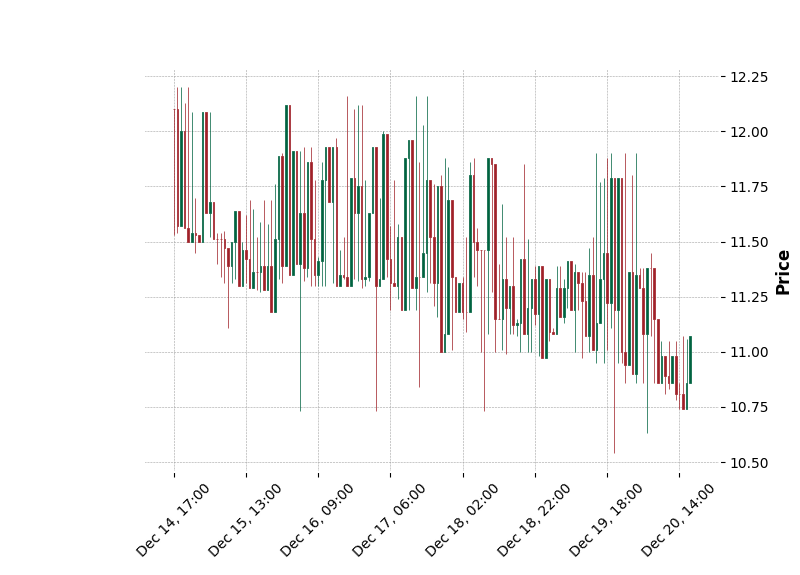 12.25
12.00
11.75
11.50
11.25
11.00
10.75
10.50
Price
Dec 14, 17:00
Dec 15, 13:00
Dec 16, 09:00
Dec 17, 06:00
Dec 18, 02:00
Dec 18, 22:00
Dec 19, 18:00
Dec 20, 14:00